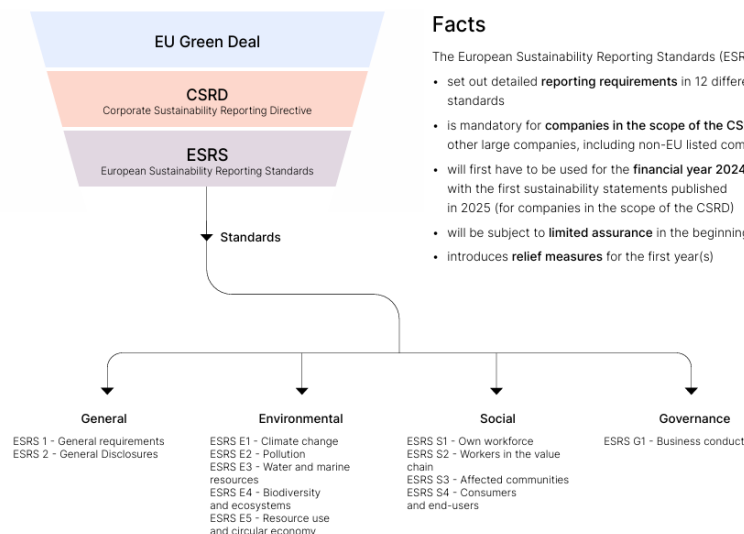 EU Green Deal
CSRD
Corporate Sustainability Reporting Directive
ESRS
European Sustainability Reporting Standards
Standards
Facts
The European Sustainability Reporting Standards (ESR
• set out detailed reporting requirements in 12 differe
standards
• is mandatory for companies in the scope of the CS
other large companies, including non-EU listed com
• will first have to be used for the financial year 2024
with the first sustainability statements published
in 2025 (for companies in the scope of the CSRD)
• will be subject to limited assurance in the beginning
• introduces relief measures for the first year(s)
General
ESRS 1 - General requirements
ESRS 2 - General Disclosures
Environmental
ESRS E1 - Climate change
ESRS E2 - Pollution
ESRS E3 - Water and marine
resources
ESRS E4 - Biodiversity
and ecosystems
ESRS E5 - Resource use
and circular economy
Social
ESRS S1 - Own workforce
ESRS S2 - Workers in the value
chain
ESRS S3 - Affected communities
ESRS S4 - Consumers
and end-users
Governance
ESRS G1 - Business conduct